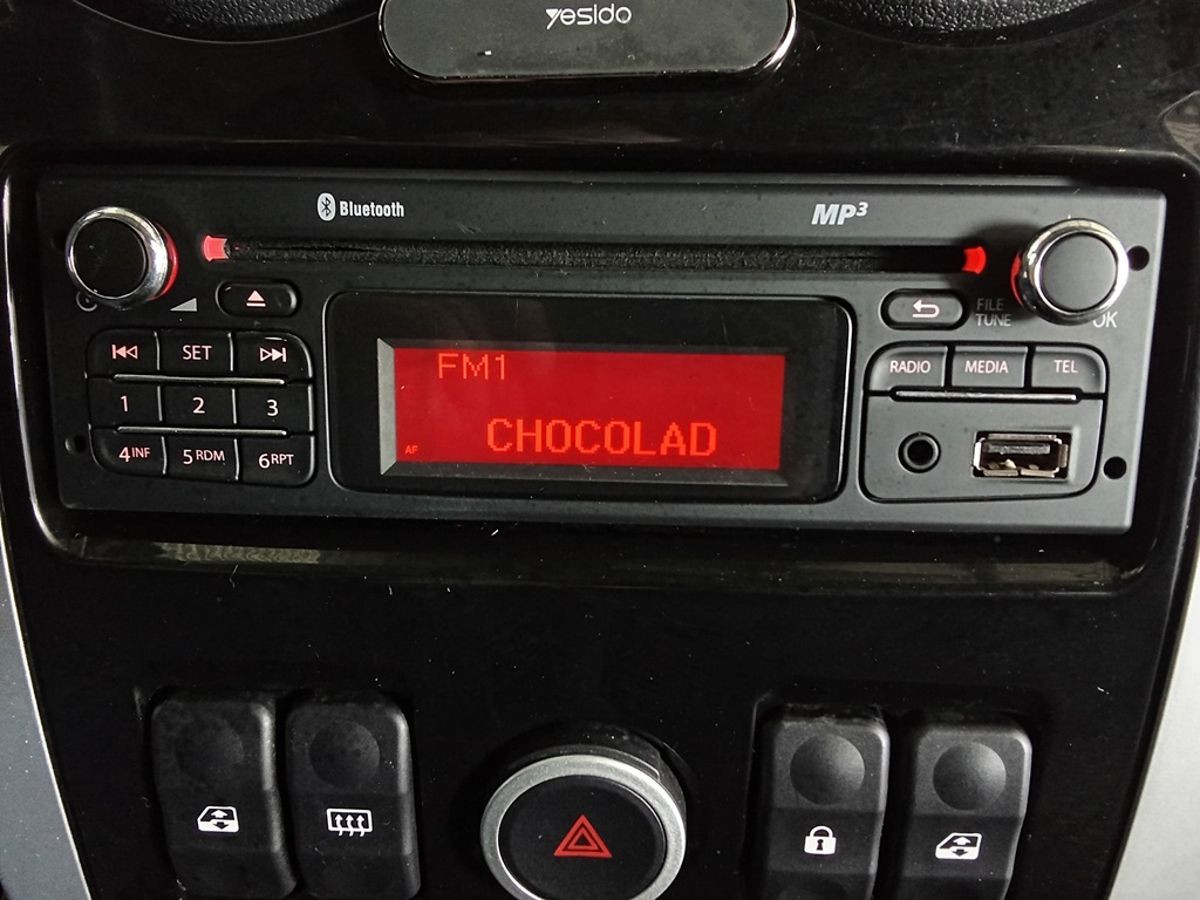 yesido
Bluetooth
MP3
FILE
TUNE
OK
SET
RADIO MEDIA TEL
FM1
1 2 3
CHOCOLAD
AF
4INF 5RDM 6RPT